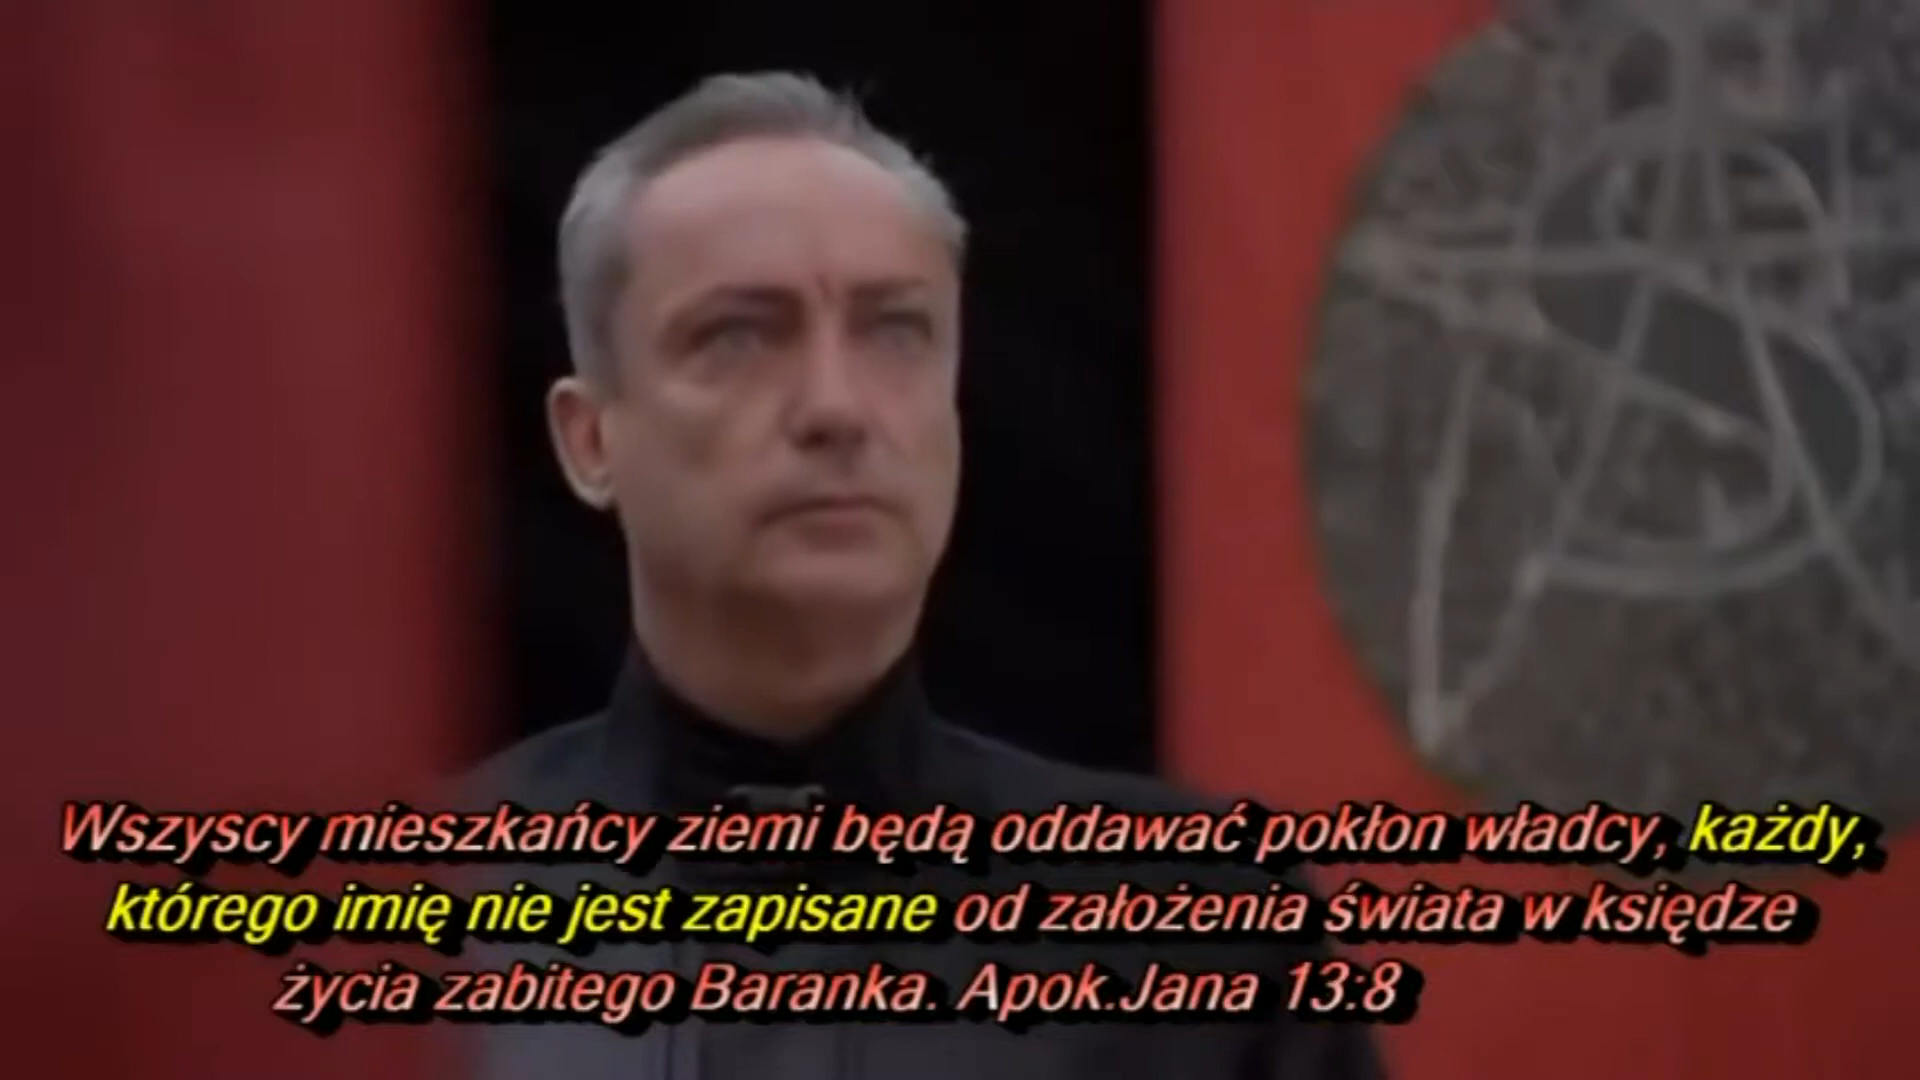 Wszyscy mieszkańcy ziemi będą oddawać pokłon władcy, każdy,
którego imię nie jest zapisane od założenia świata w księdze
życia zabitego Baranka. Apok.Jana 13:8